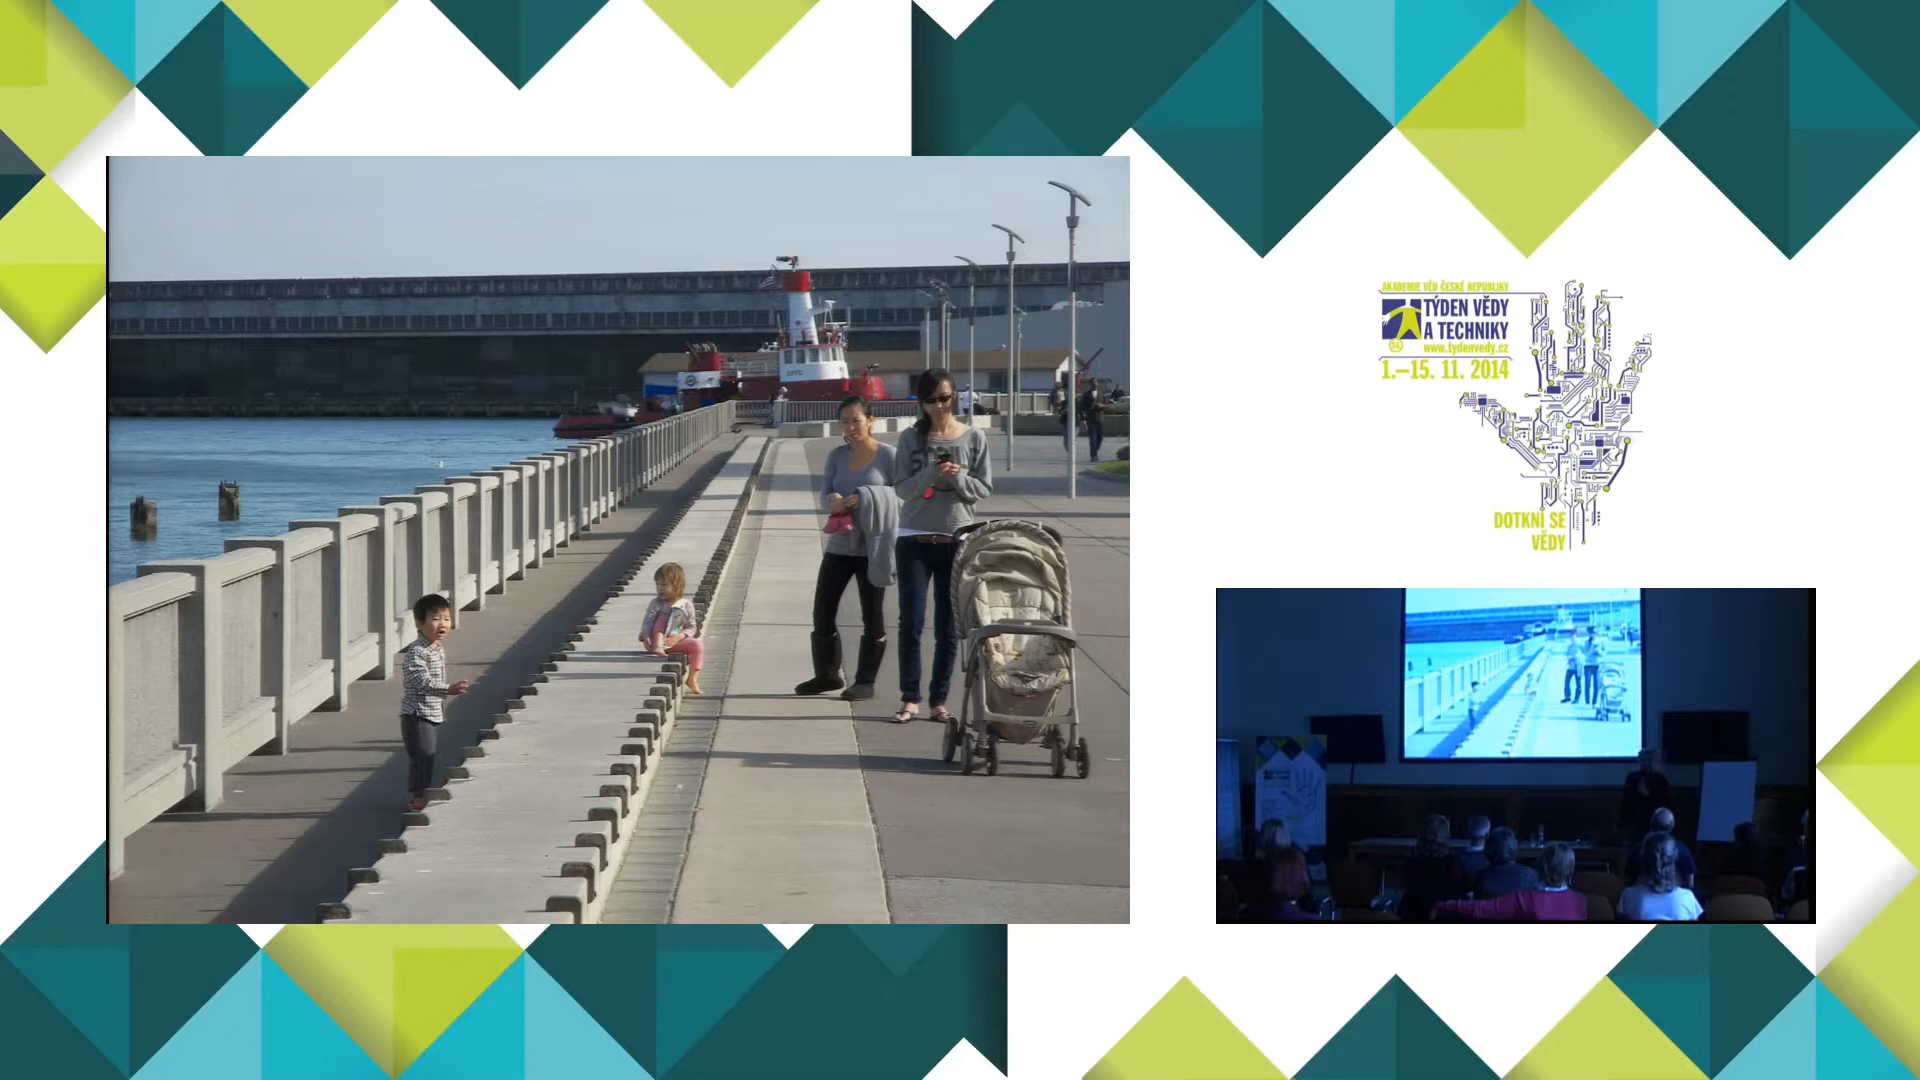 AKADEMIE VĚD ČESKÉ REPUBLIKY
TÝDEN VĚDY
A TECHNIKY
www.tydenvedy.cz
1.–15. 11. 2014
DOTKNI SE
VĚDY